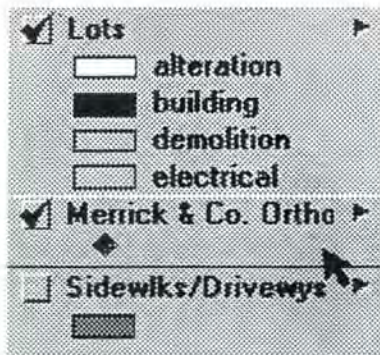 Lots
alteration
building
demolition
electrical
Merrick & Co. Ortho
Sidewlks/Drivewys